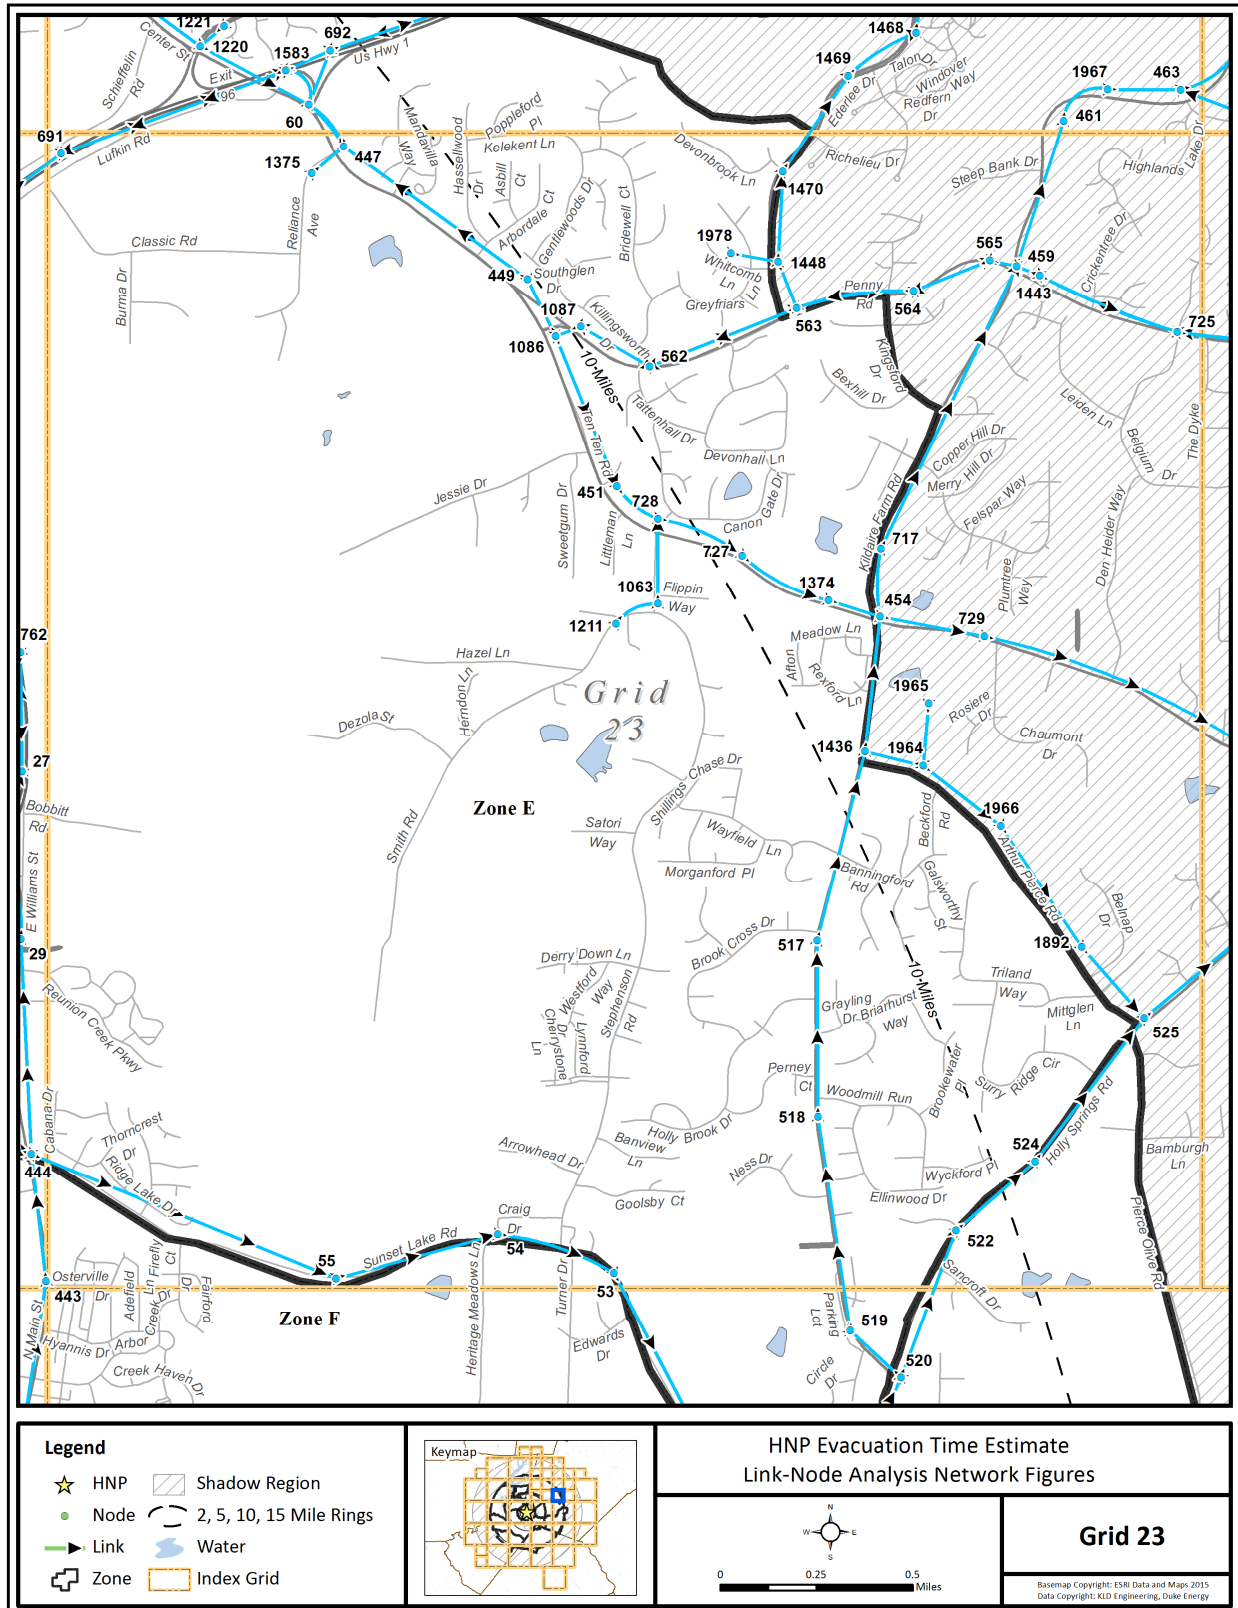 1221
1220
Center St
Schieffelin
Rd
1583
692
Us Hwy 1
Exit
96
60
691
Lufkin Rd
447
1375
Reliance
Ave
Classic Rd
Burma Dr
Mandaville
Way
Hassellwood
Dr
Poppleford
Pl
Kelekent Ln
Asbill
Ct
Arbordale Ct
Gentlewoods Dr
Bridewell Ct
449
Southglen
Dr
1087
1086
Killingsworth
Dr
562
10-Miles
1468
1469
Talon Dr
Windover
Way
Ederlee Dr
Redfern
Dr
1967
463
461
Devonbrook Ln
Richelieu Dr
1470
Steep Bank Dr
Highlands
Lake Dr
1978
Whitcomb
Ln
1448
Greyfriars
Ln
Penny
Rd
563
564
565
459
1443
Crickentree Dr
725
Kingsford
Dr
Bexhill Dr
Tattenhall Dr
Devonhall Ln
Ten Ten Rd
Leiden Ln
Belgium
Dr
The Dyke
Copper Hill Dr
Merry Hill Dr
Felspar Way
Jessie Dr
451
728
Sweetgum Dr
Littleman
Ln
Canon
Gate Dr
727
Kildaire Farm Rd
717
Den Heider Way
Plumtree
Way
1063
Flippin
Way
1211
1374
454
729
Meadow Ln
Afton
Rexford Ln
762
Hazel Ln
Herndon Ln
Dezola St
Grid
23
1965
Rosiere
Dr
Chaumont
Dr
1436
1964
27
Bobbitt
Rd
Zone E
Smith Rd
Shillings Chase Dr
Satori
Way
Wayfield
Ln
Morganford Pl
Beckford
Rd
1966
Arthur Pierce Rd
Banningford
Rd
Galsworthy
St
Belnap
Dr
E Williams St
29
517
Brook Cross Dr
1892
Derry Down Ln
Westford
Way
Stephenson
Rd
10-Miles
Triland
Way
Mittglen
Ln
Reunion Creek Pkwy
Cherrystone
Ln
Lynnford
Dr
Grayling
Dr
Briarhurst
Way
525
Perney
Ct
Woodmill Run
Brookewater
Pl
Surry
Ridge Cir
Holly Springs Rd
518
Cabana Dr
Thorncrest
Dr
Ridge Lake Dr
444
Holly Brook Dr
Banview
Ln
Arrowhead Dr
Goolsby Ct
Ness Dr
524
Wyckford Pl
Ellinwood Dr
Bamburgh
Ln
Pierce Olive Rd
Craig
Dr
54
Sunset Lake Rd
55
53
522
Sancroft Dr
Osterville
Dr
443
Firefly
Ln
Ct
Adefield
Creek Dr
Dr
Fairford
Zone F
Heritage Meadows Ln
Turner Dr
Edwards
Dr
N Main St
Hyannis Dr
Arbor
Creek Haven Dr
Parking
Lct
519
Circle
Dr
520
Legend
HNP
Node
Link
Zone
Shadow Region
2, 5, 10, 15 Mile Rings
Water
Index Grid
Keymap
HNP Evacuation Time Estimate
Link-Node Analysis Network Figures
N
W
E
S
0
0.25
0.5
Miles
Grid 23
Basemap Copyright: ESRI Data and Maps 2015
Data Copyright: KLD Engineering, Duke Energy